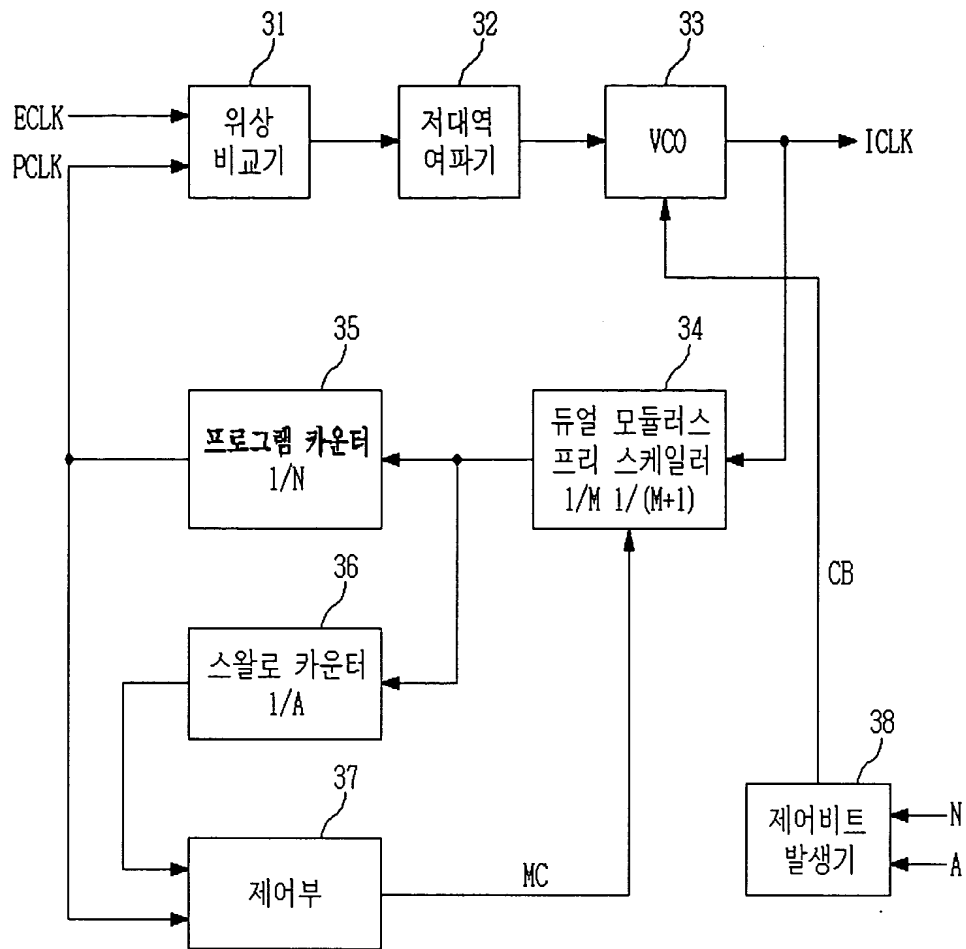 31
32
33
ECLK
PCLK
위상
비교기
저대역
여파기
VCO
ICLK
35
34
프로그램 카운터
1/N
듀얼 모듈러스
프리 스케일러
1/M 1/(M+1)
36
CB
스왈로 카운터
1/A
37
38
제어부
MC
제어비트
발생기
N
A